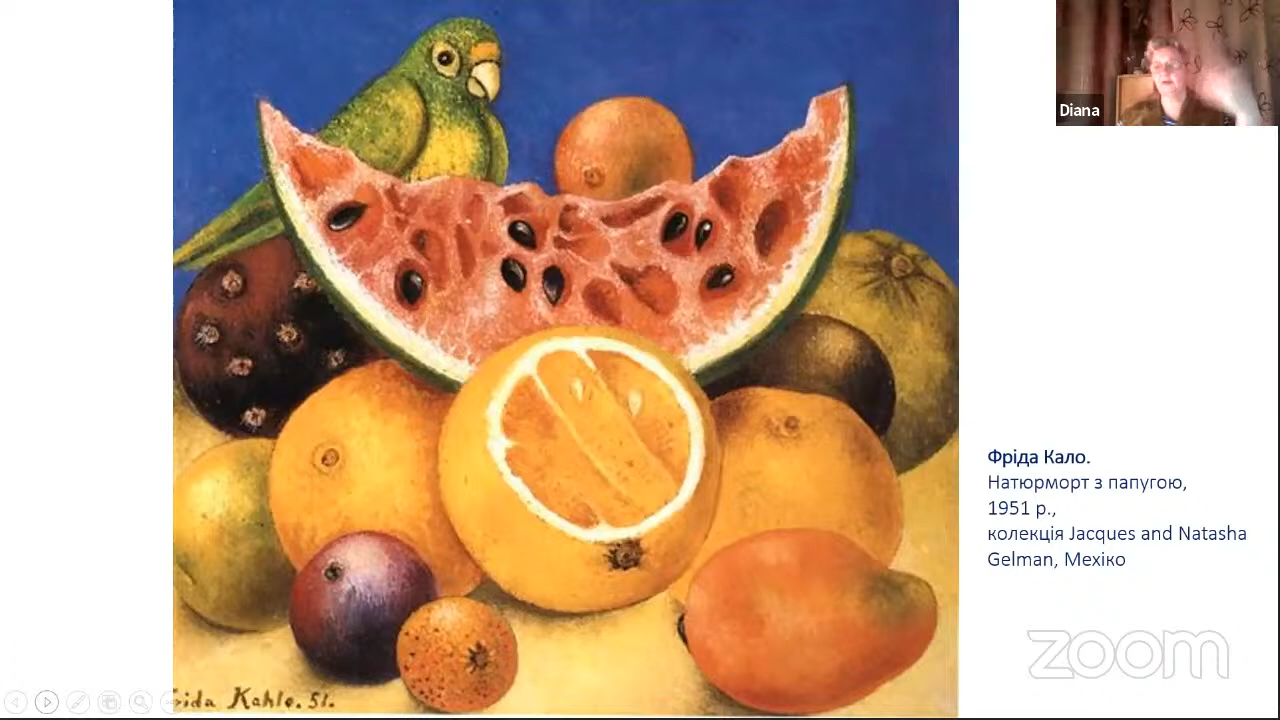 Diana
Фріда Кало.
Натюрморт з папугою,
1951 р.,
колекція Jacques and Natasha
Gelman, Мехіко
zoom
Frida Kahlo. 51.